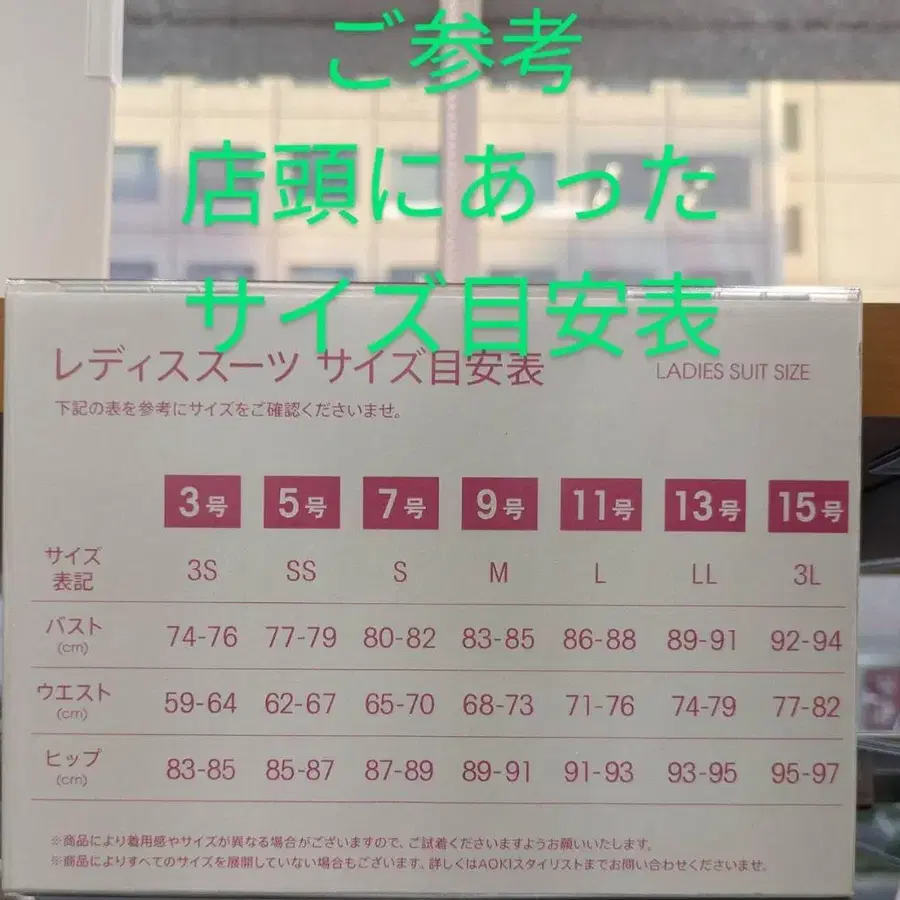 ご参考
店頭にあった
サイズ目安表
レディススーツ サイズ目安表 LADIES SUIT SIZE
下記の表を参考にサイズをご確認くださいませ。
3号 5号 7号 9号 11号 13号 15号
サイズ表記 3S SS S M L LL 3L
バスト(cm) 74-76 77-79 80-82 83-85 86-88 89-91 92-94
ウエスト(cm) 59-64 62-67 65-70 68-73 71-76 74-79 77-82
ヒップ(cm) 83-85 85-87 87-89 89-91 91-93 93-95 95-97
※商品により着用感やサイズが異なる場合がございますので、ご試着くださいますようお願いいたします。
※商品によりすべてのサイズを展開していない場合もございます。詳しくはAOKIスタイリストまでお問い合わせくださいませ。